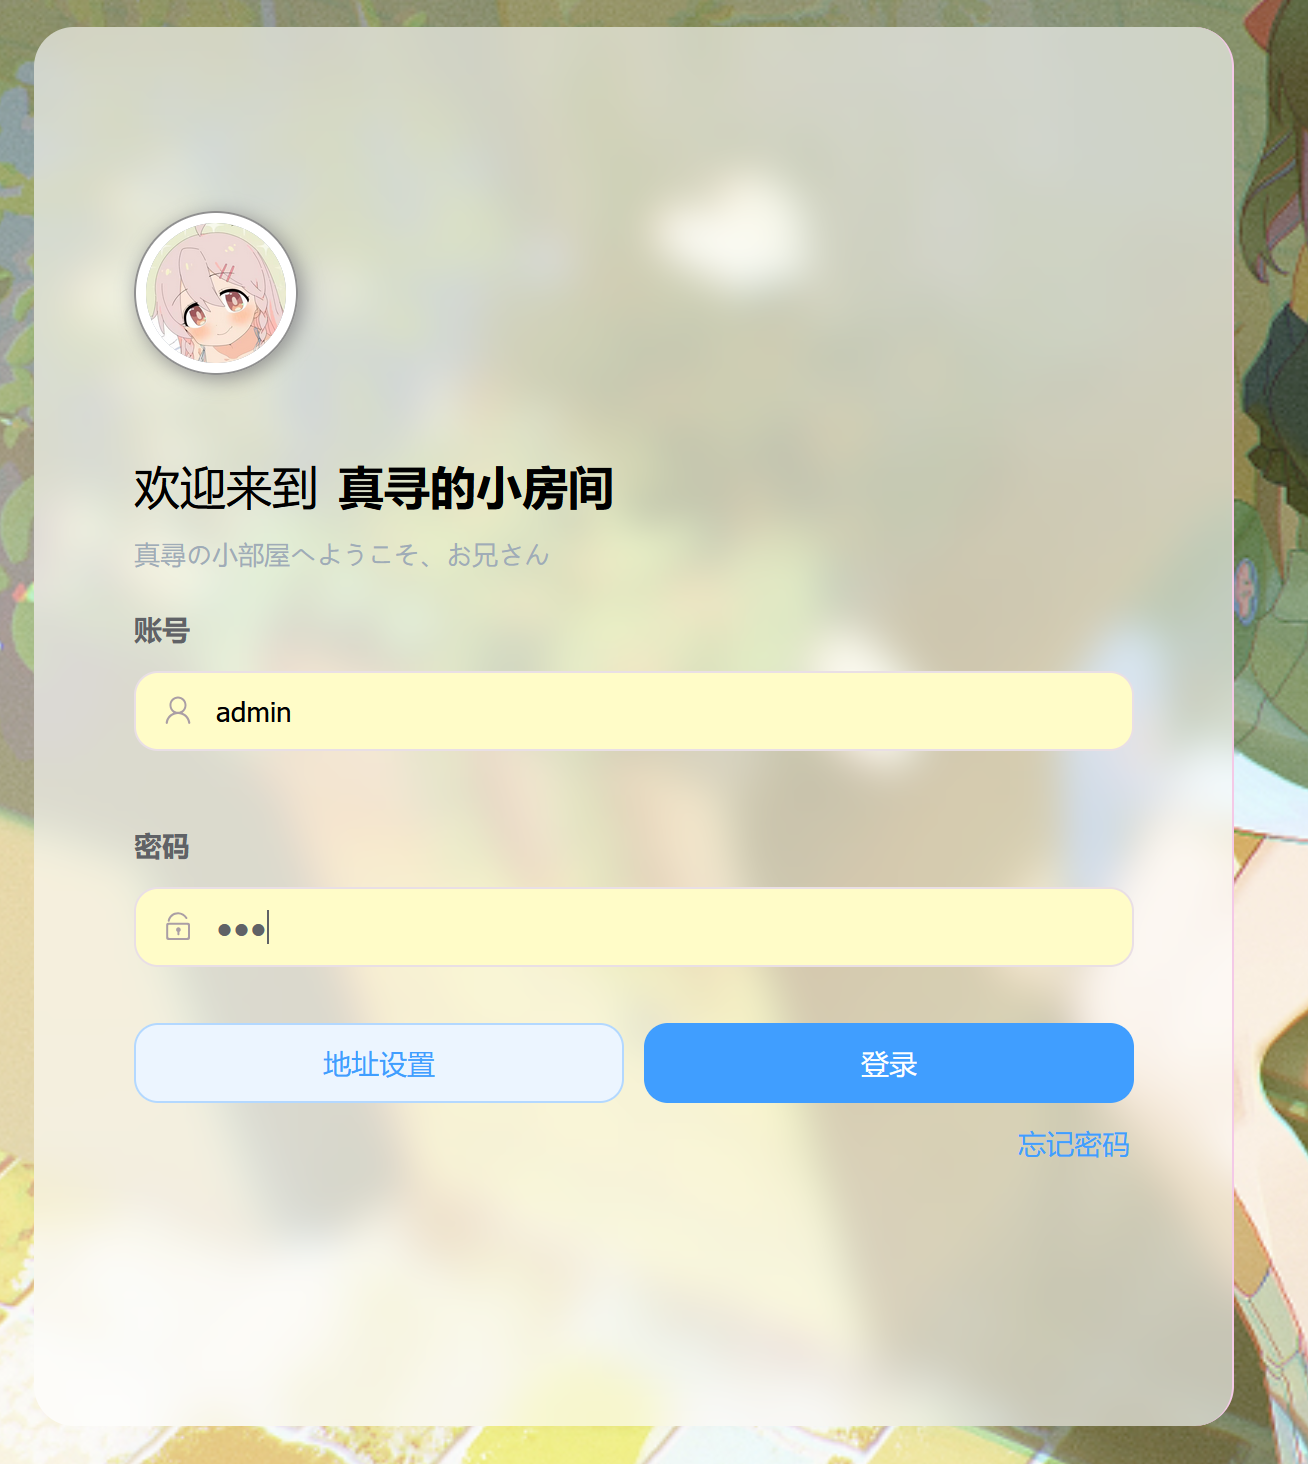 欢迎来到 真寻的小房间
真尋の小部屋へようこそ、お兄さん
账号
admin
密码
•••
地址设置
登录
忘记密码